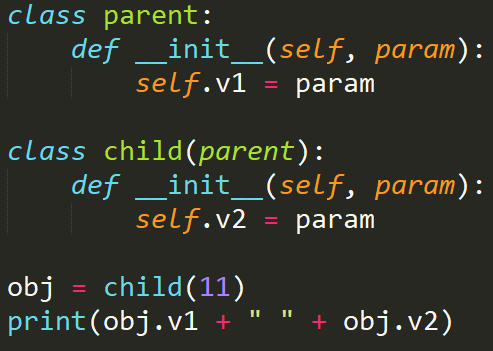 class parent:
    def __init__(self, param):
        self.v1 = param

class child(parent):
    def __init__(self, param):
        self.v2 = param

obj = child(11)
print(obj.v1 + " " + obj.v2)